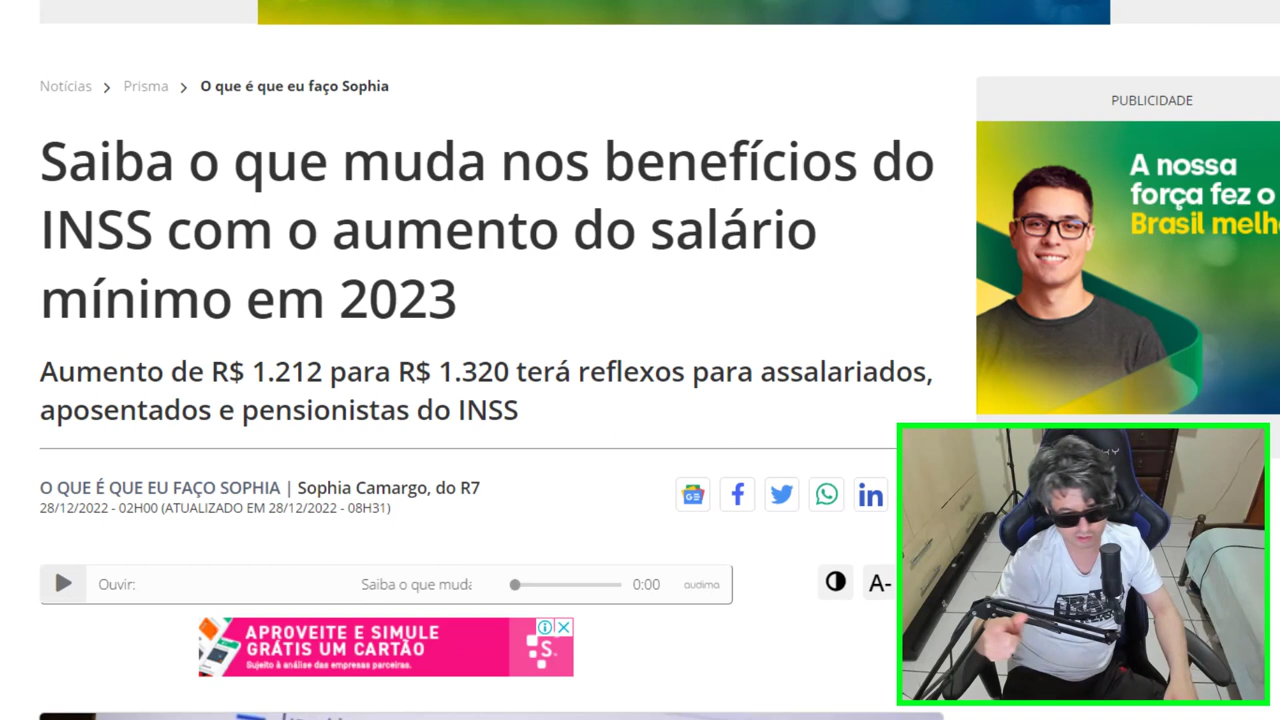 Notícias
Prisma
O que é que eu faço Sophia
PUBLICIDADE
Saiba o que muda nos benefícios do
INSS com o aumento do salário
mínimo em 2023
A nossa
força fez o
Brasil melh
Aumento de R$ 1.212 para R$ 1.320 terá reflexos para assalariados,
aposentados e pensionistas do INSS
O QUE É QUE EU FAÇO SOPHIA | Sophia Camargo, do R7
28/12/2022 - 02H00 (ATUALIZADO EM 28/12/2022 - 08H31)
GE
f
in
Ouvir:
Saiba o que muda
0:00
audima
A-
APROVEITE E SIMULE
GRÁTIS UM CARTÃO
Sujeito à análise das empresas parceiras.
S.